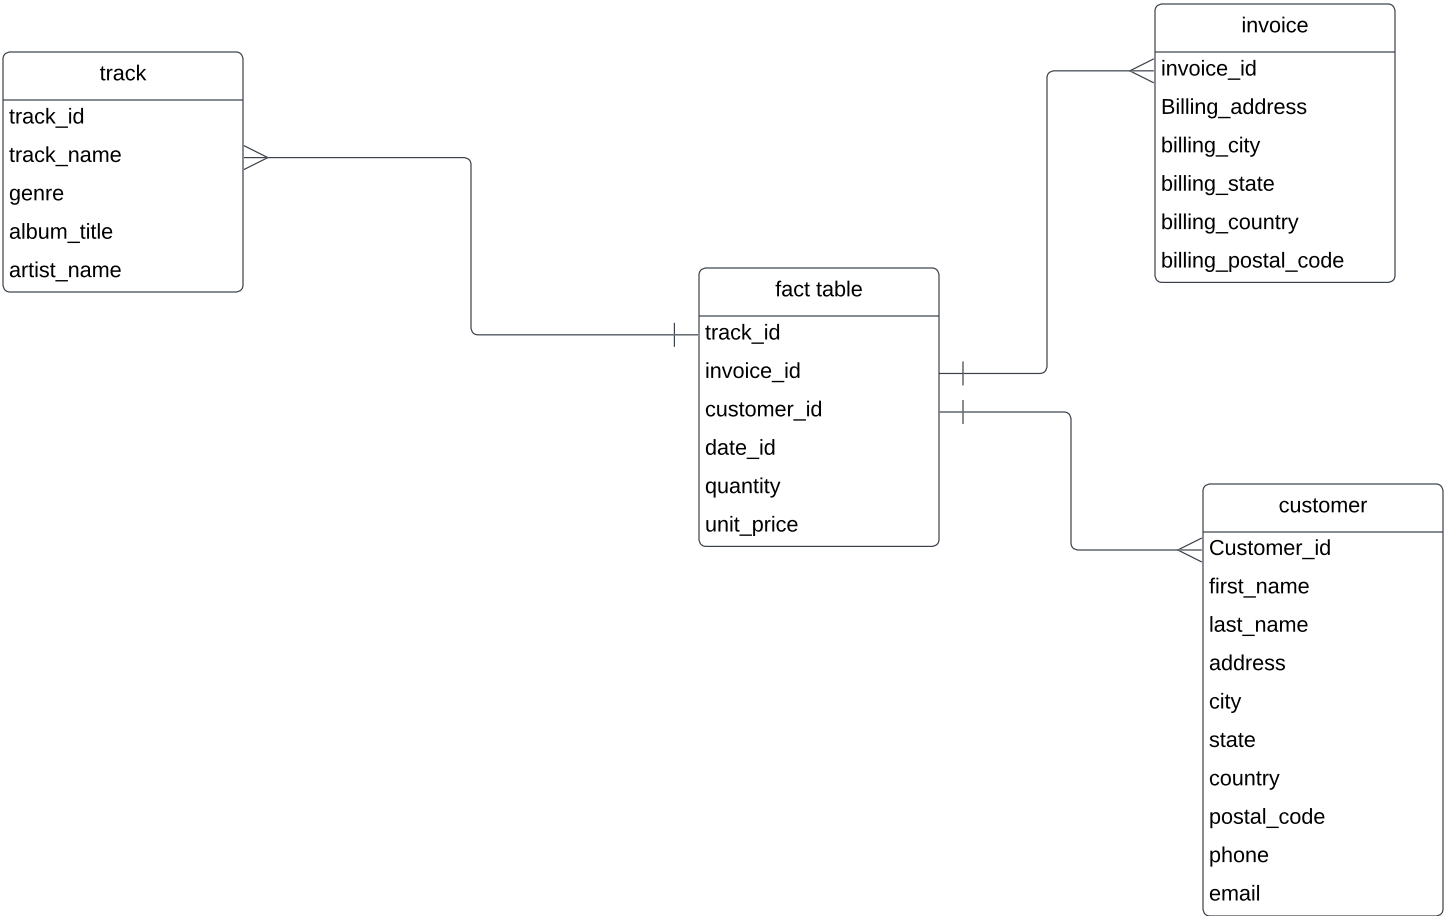 track
track_id
track_name
genre
album_title
artist_name
fact table
track_id
invoice_id
customer_id
date_id
quantity
unit_price
invoice
invoice_id
Billing_address
billing_city
billing_state
billing_country
billing_postal_code
customer
Customer_id
first_name
last_name
address
city
state
country
postal_code
phone
email